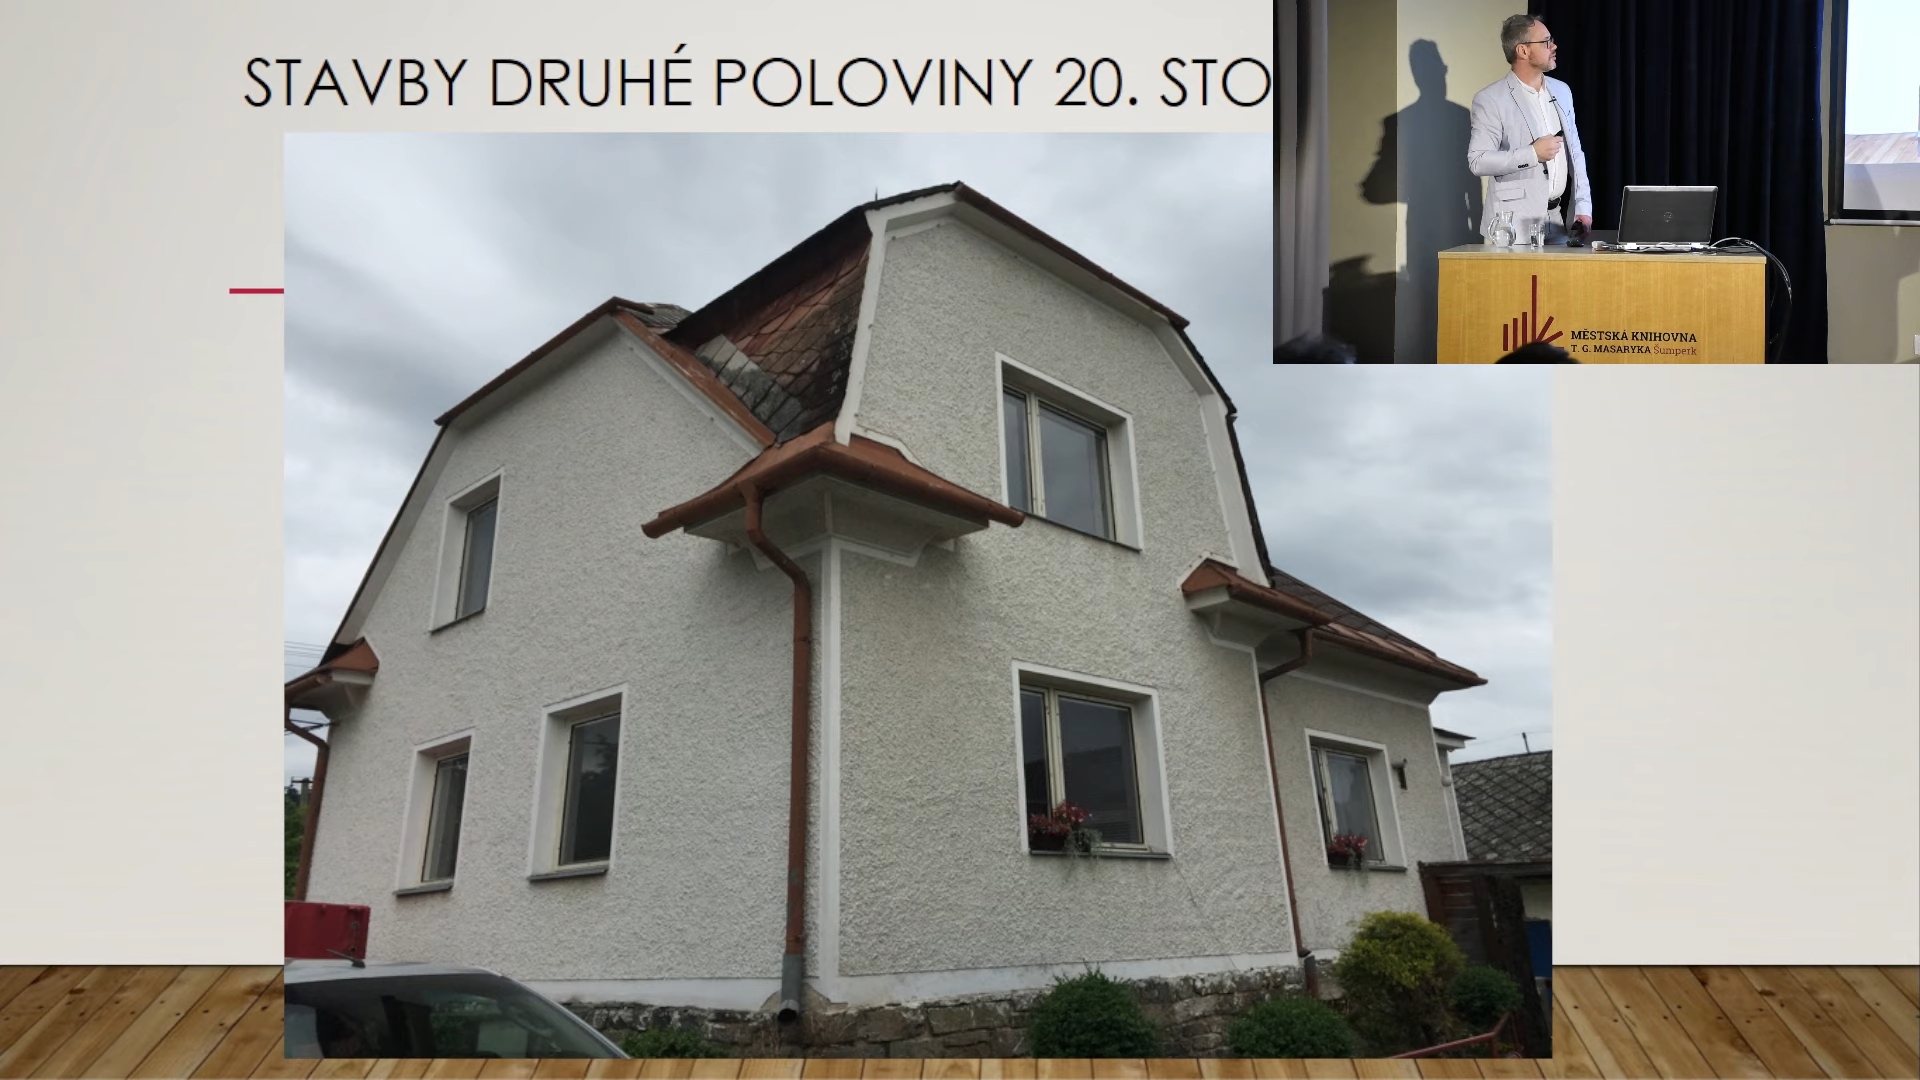 STAVBY DRUHÉ POLOVINY 20. STO
MĚSTSKÁ KNIHOVNA
T. G. MASARYKA Šumperk